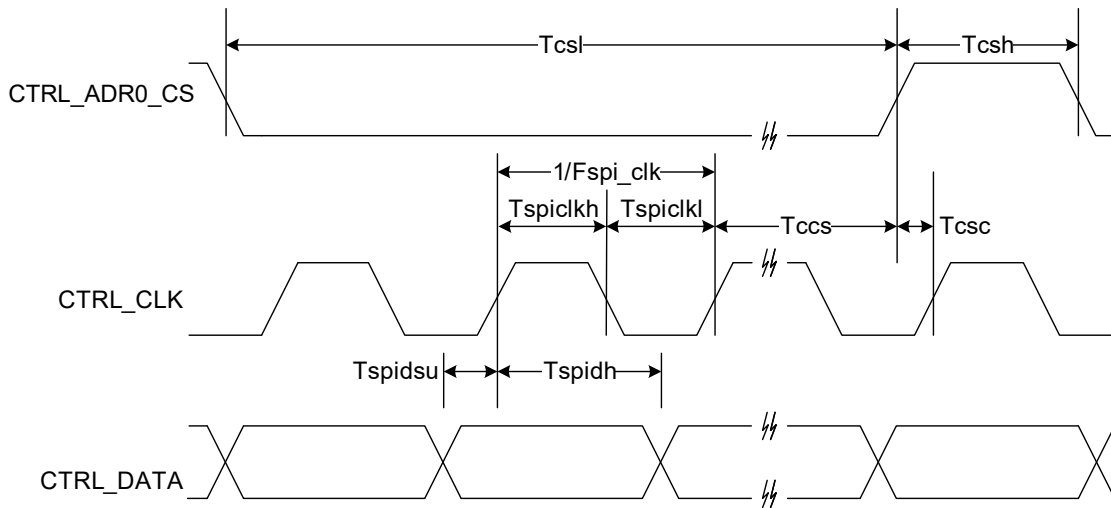 Tcsl
Tcsh
CTRL_ADR0_CS
1/Fspi_clk
Tspiclkh
Tspiclkl
Tccs
Tcsc
CTRL_CLK
Tspidsu
Tspidh
CTRL_DATA